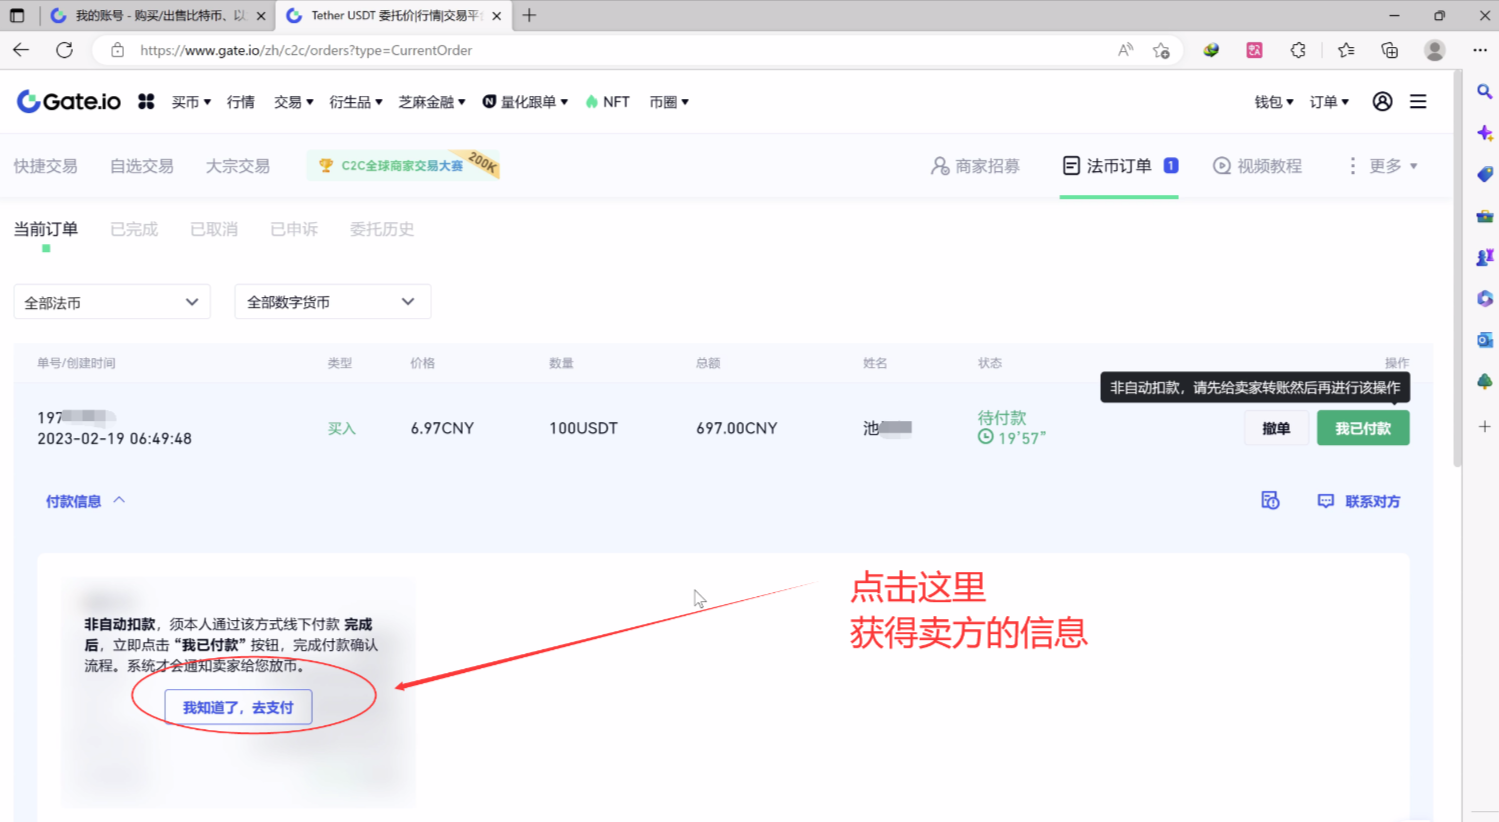 我的账号 - 购买/出售比特币、以
Tether USDT 委托价|行情|交易平台
https://www.gate.io/zh/c2c/orders?type=CurrentOrder
Gate.io 买币 行情 交易 衍生品 芝麻金融 量化跟单 NFT 币圈 钱包 订单
快捷交易 自选交易 大宗交易 C2C全球商家交易大赛 200K 商家招募 法币订单 1 视频教程 更多
当前订单 已完成 已取消 已申诉 委托历史
全部法币 全部数字货币
单号/创建时间 类型 价格 数量 总额 姓名 状态 操作
非自动扣款，请先给卖家转账然后再进行该操作
197
2023-02-19 06:49:48
买入 6.97CNY 100USDT 697.00CNY 池
待付款
19'57"
撤单 我已付款
付款信息 联系对方
点击这里
获得卖方的信息
非自动扣款，须本人通过该方式线下付款 完成
后，立即点击 “我已付款” 按钮，完成付款确认
流程。系统才会通知卖家给您放币。
我知道了，去支付